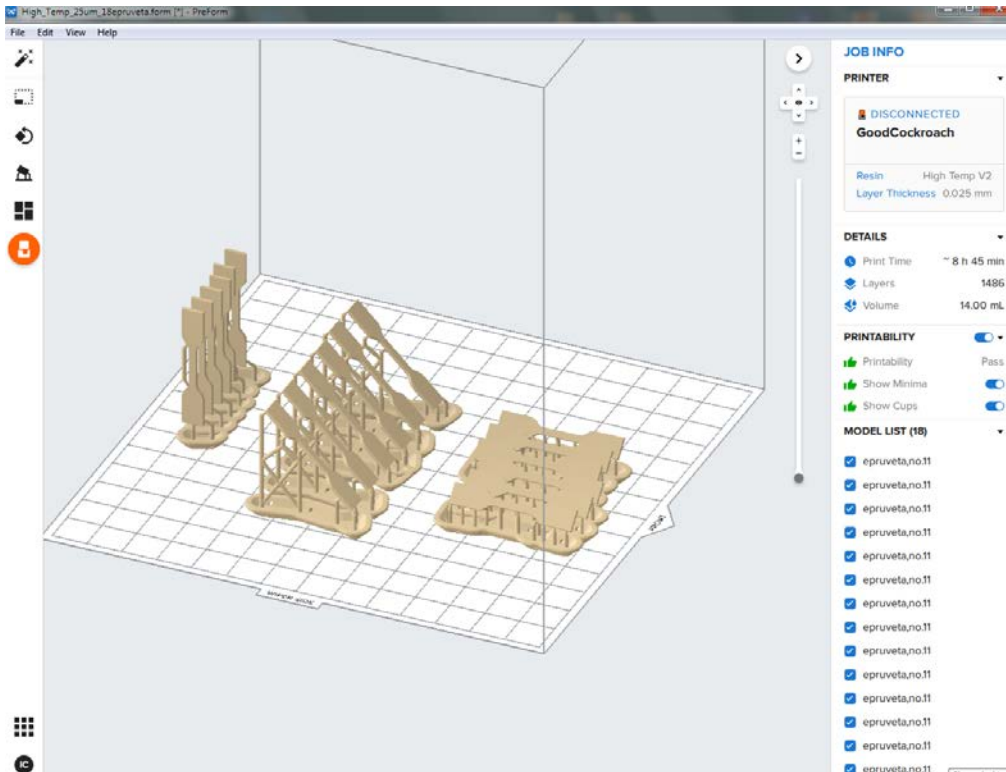 High_Temp_25um_18epruveta.form [*] - PreForm
File Edit View Help
JOB INFO
PRINTER
DISCONNECTED
GoodCockroach
Resin High Temp V2
Layer Thickness 0.025 mm
DETAILS
Print Time ~ 8 h 45 min
Layers 1486
Volume 14.00 mL
PRINTABILITY
Printability Pass
Show Minima
Show Cups
MODEL LIST (18)
epruveta,no.11
epruveta,no.11
epruveta,no.11
epruveta,no.11
epruveta,no.11
epruveta,no.11
epruveta,no.11
epruveta,no.11
epruveta,no.11
epruveta,no.11
epruveta,no.11
epruveta,no.11
epruveta,no.11
epruveta,no.11
IC